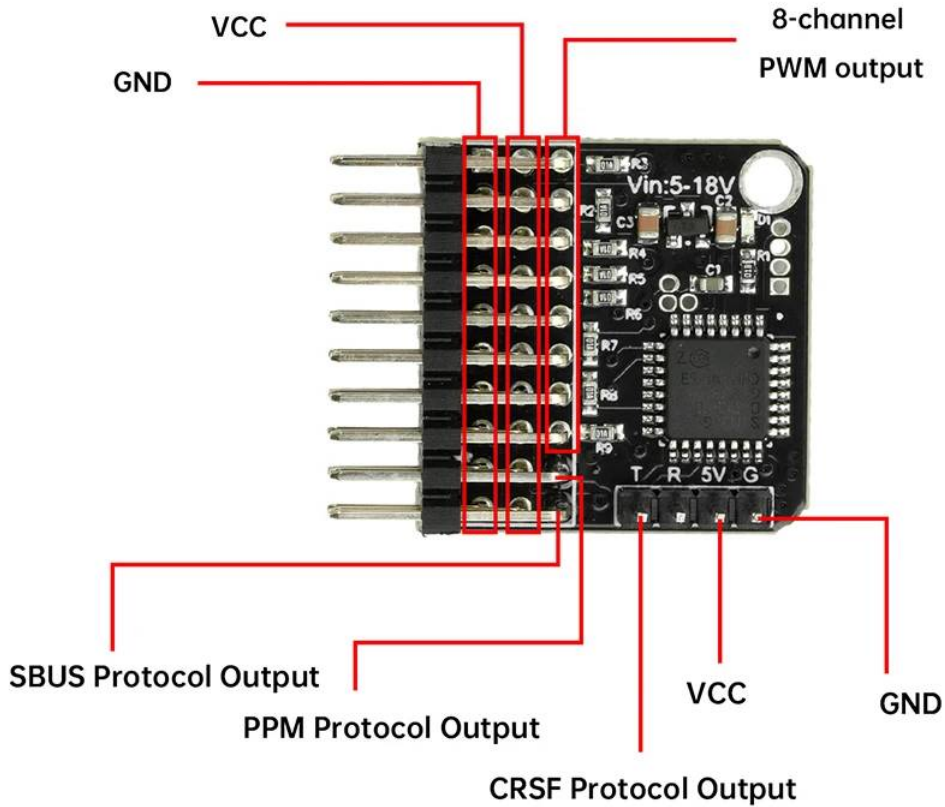 VCC
8-channel
PWM output
GND
R3
Vin:5-18V
R2
C3
C2
D1
R4
R1
R5
C1
R6
R7
R8
R9
T R 5V G
SBUS Protocol Output
PPM Protocol Output
VCC
GND
CRSF Protocol Output